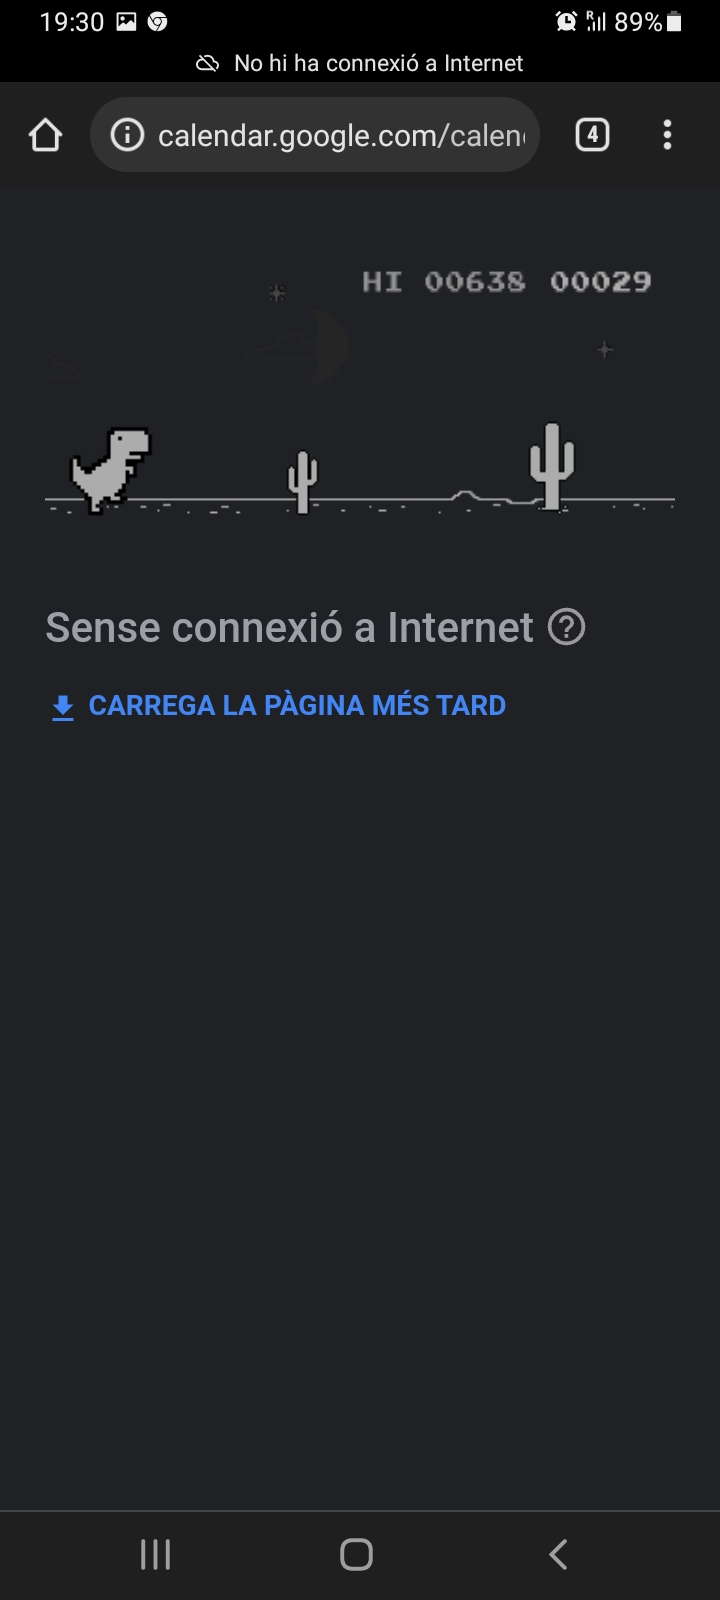 19:30
R 89%
No hi ha connexió a Internet
calendar.google.com/calen
4
HI 00638 00029
Sense connexió a Internet
CARREGA LA PÀGINA MÉS TARD